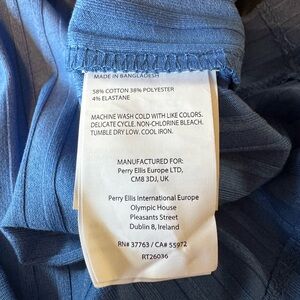 MADE IN BANGLADESH
58% COTTON 38% POLYESTER
4% ELASTANE
MACHINE WASH COLD WITH LIKE COLORS.
DELICATE CYCLE. NON-CHLORINE BLEACH.
TUMBLE DRY LOW. COOL IRON.
MANUFACTURED FOR:
Perry Ellis Europe LTD,
CM8 3DJ, UK
Perry Ellis International Europe
Olympic House
Pleasants Street
Dublin 8, Ireland
RN# 37763 / CA# 55972
RT26036